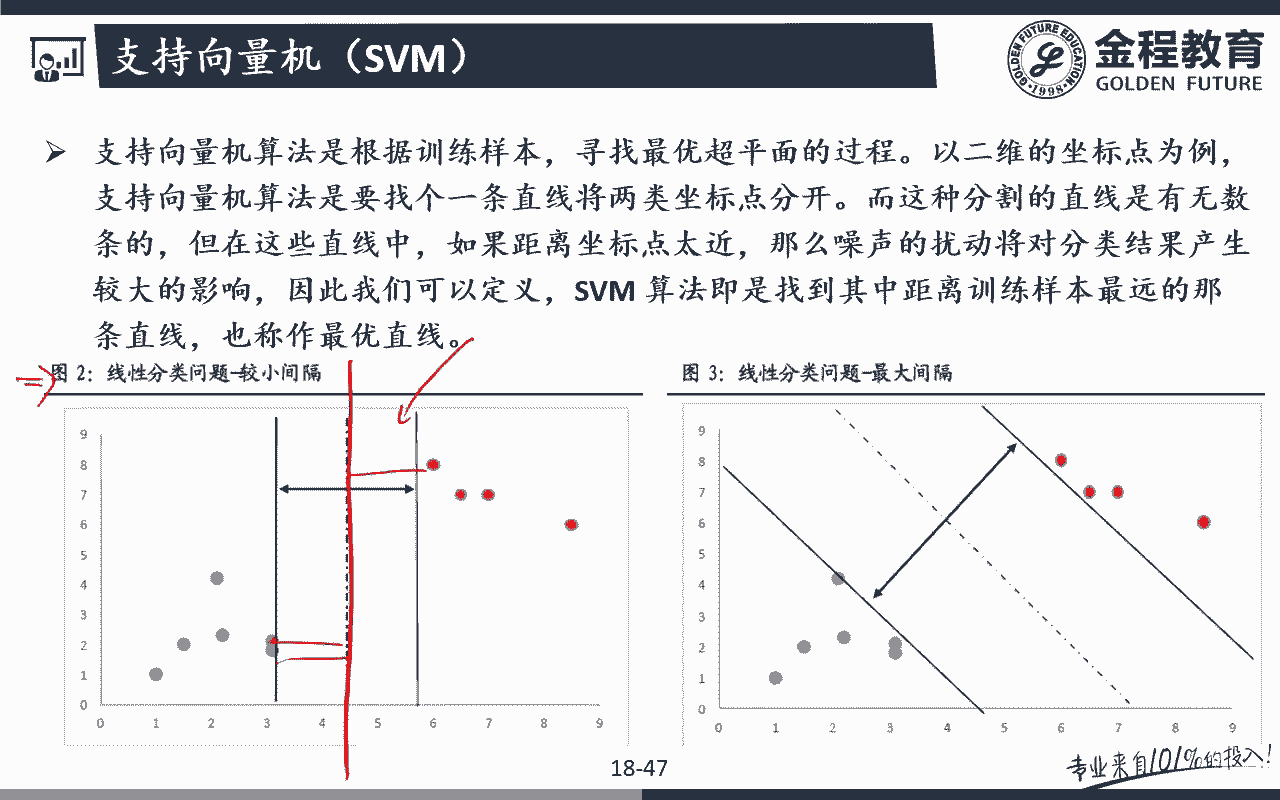 支持向量机（SVM）
GOLDEN FUTURE EDUCATION
·1998·
金程教育
GOLDEN FUTURE
➢ 支持向量机算法是根据训练样本，寻找最优超平面的过程。以二维的坐标点为例，
支持向量机算法是要找个一条直线将两类坐标点分开。而这种分割的直线是有无数
条的，但在这些直线中，如果距离坐标点太近，那么噪声的扰动将对分类结果产生
较大的影响，因此我们可以定义，SVM 算法即是找到其中距离训练样本最远的那
条直线，也称作最优直线。
图 2：线性分类问题-较小间隔
9
8
7
6
5
4
3
2
1
0
0 1 2 3 4 5 6 7 8 9
图 3：线性分类问题-最大间隔
9
8
7
6
5
4
3
2
1
0
0 1 2 3 4 5 6 7 8 9
18-47
专业来自101%的投入!